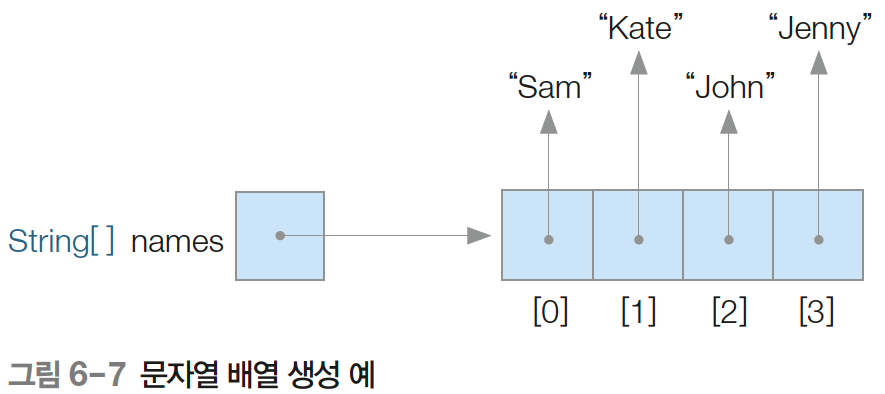 “Kate” “Jenny”
“Sam” “John”
String[ ] names
[0] [1] [2] [3]
그림 6-7 문자열 배열 생성 예